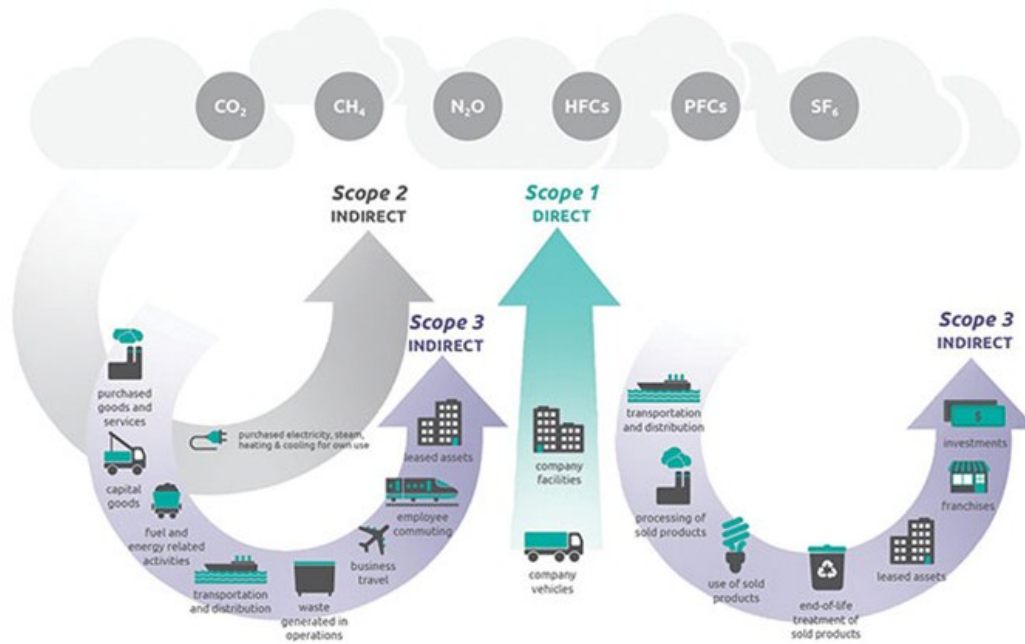 CO₂
CH₄
N₂O
HFCs
PFCs
SF₆
Scope 2
INDIRECT
Scope 1
DIRECT
Scope 3
INDIRECT
Scope 3
INDIRECT
purchased
goods and
services
capital
goods
fuel and
energy related
activities
transportation
and distribution
waste
generated in
operations
business
travel
employee
commuting
leased assets
purchased electricity, steam,
heating & cooling for own use
company
facilities
company
vehicles
transportation
and distribution
processing of
sold products
use of sold
products
end-of-life
treatment of
sold products
leased assets
franchises
investments
$